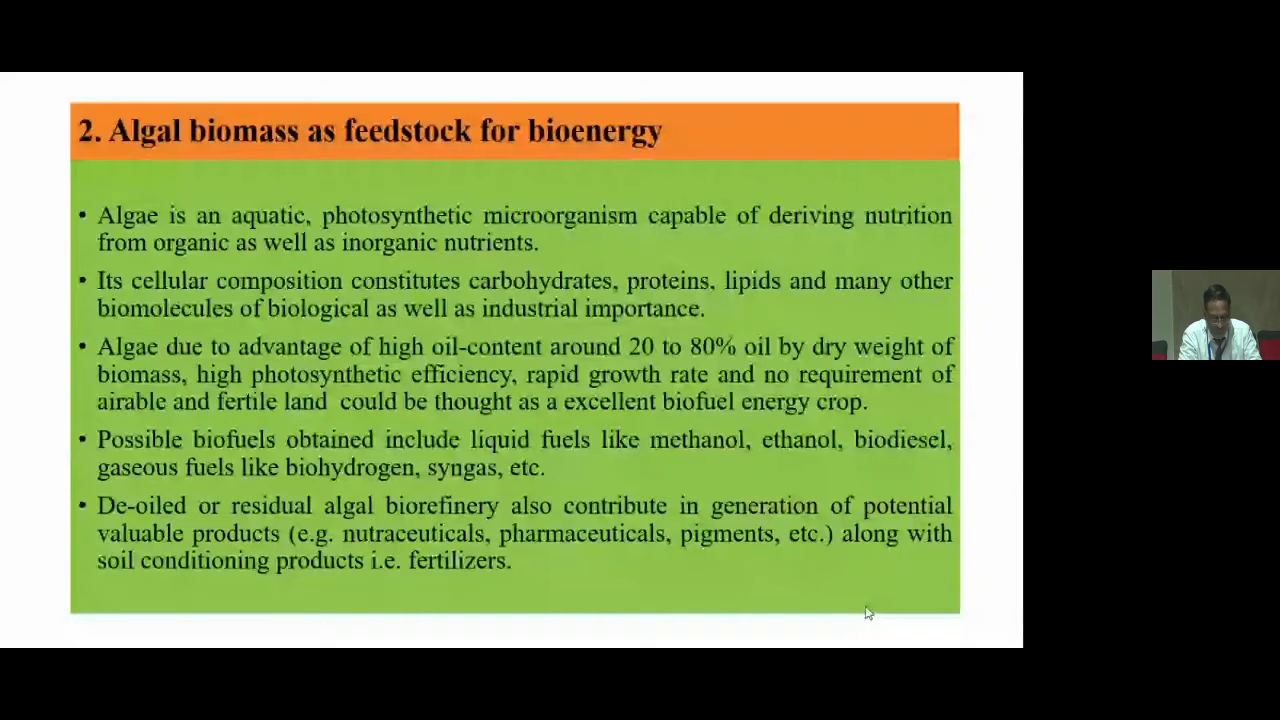 2. Algal biomass as feedstock for bioenergy
• Algae is an aquatic, photosynthetic microorganism capable of deriving nutrition
from organic as well as inorganic nutrients.
• Its cellular composition constitutes carbohydrates, proteins, lipids and many other
biomolecules of biological as well as industrial importance.
• Algae due to advantage of high oil-content around 20 to 80% oil by dry weight of
biomass, high photosynthetic efficiency, rapid growth rate and no requirement of
airable and fertile land could be thought as a excellent biofuel energy crop.
• Possible biofuels obtained include liquid fuels like methanol, ethanol, biodiesel,
gaseous fuels like biohydrogen, syngas, etc.
• De-oiled or residual algal biorefinery also contribute in generation of potential
valuable products (e.g. nutraceuticals, pharmaceuticals, pigments, etc.) along with
soil conditioning products i.e. fertilizers.